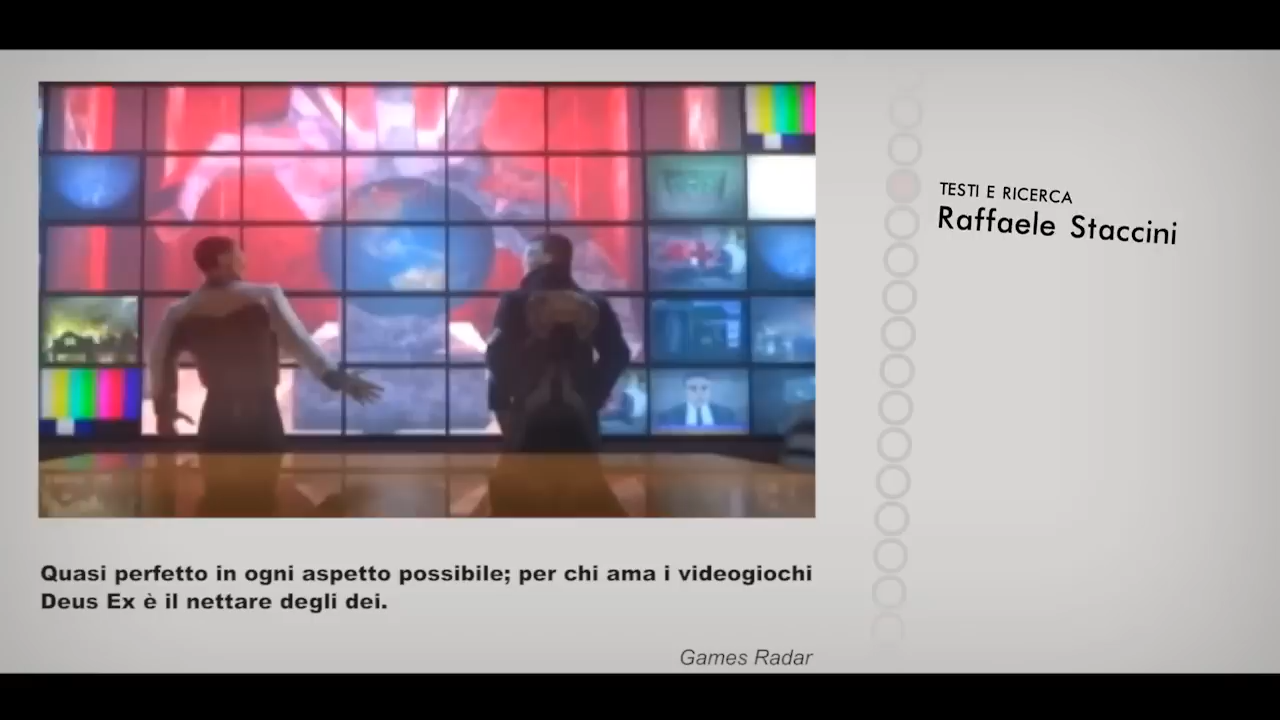 TESTI E RICERCA
Raffaele Staccini
Quasi perfetto in ogni aspetto possibile; per chi ama i videogiochi
Deus Ex è il nettare degli dei.
Games Radar